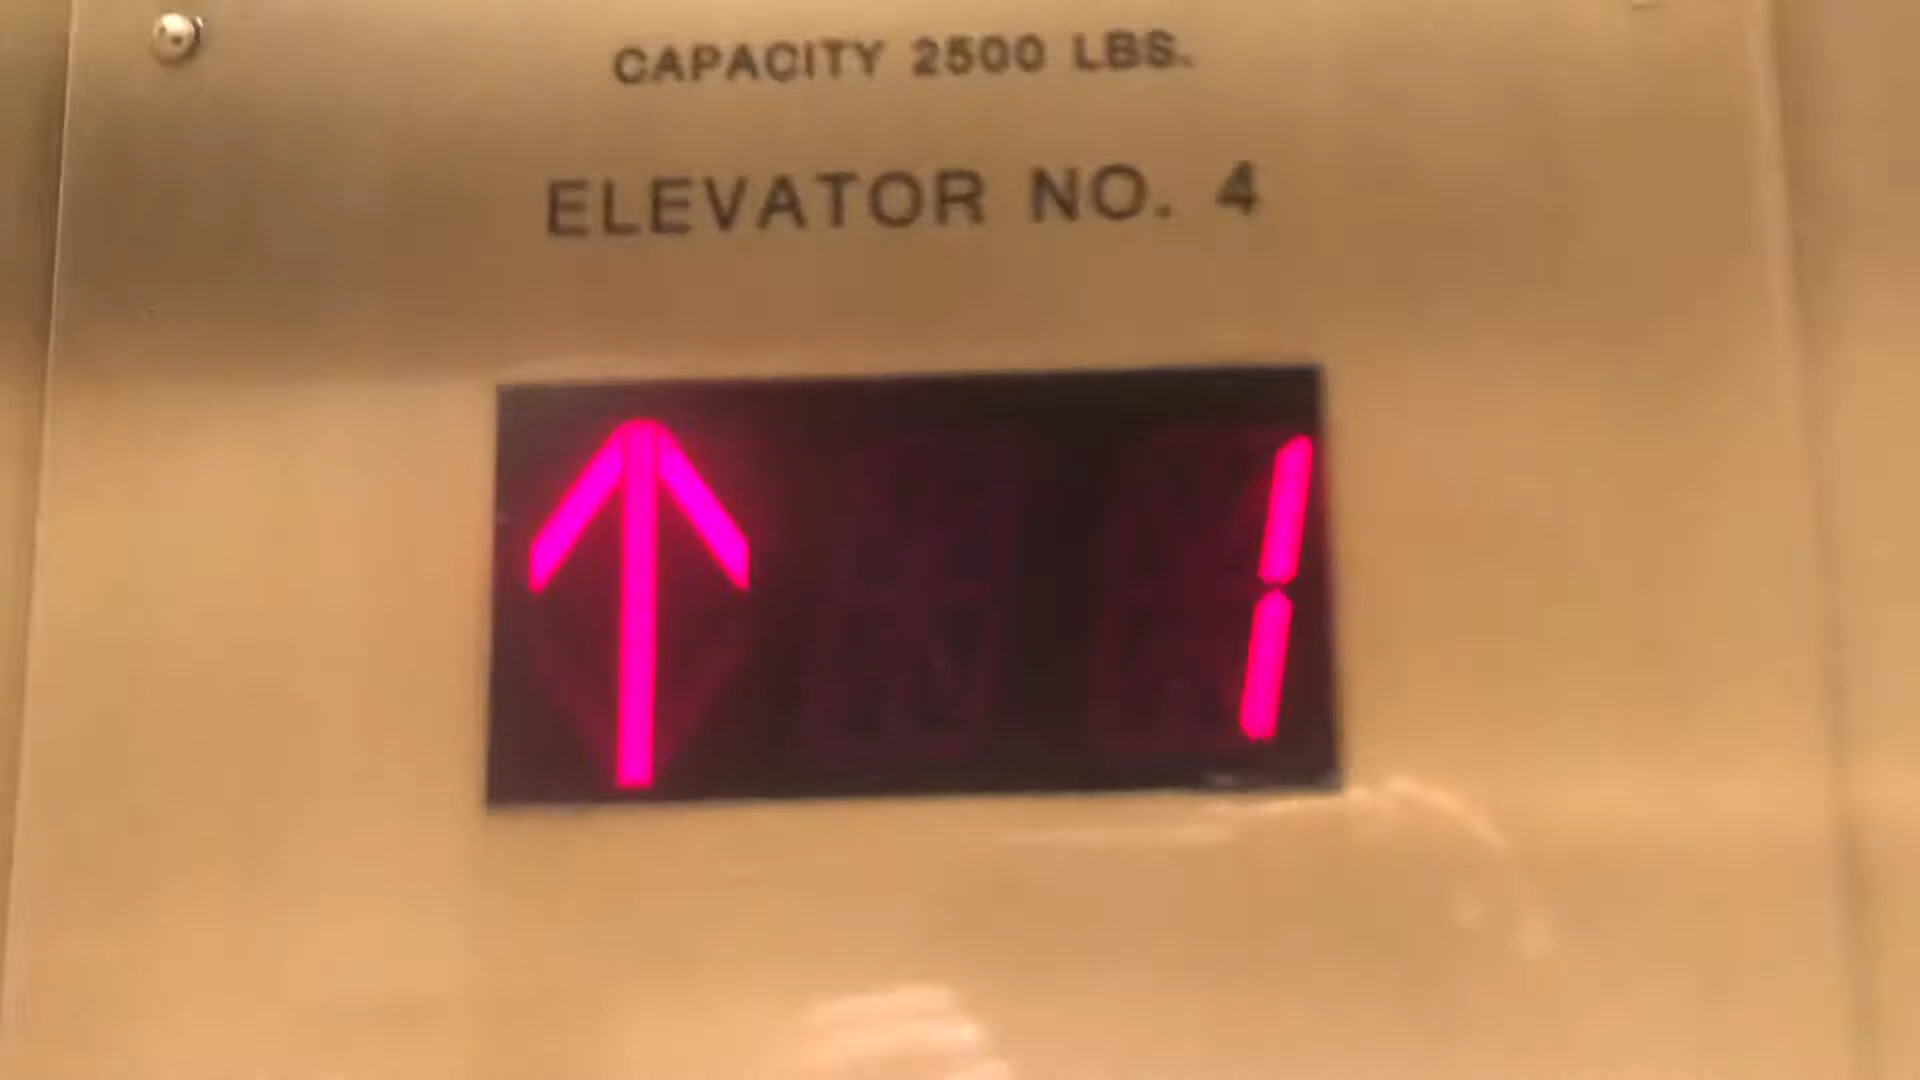 CAPACITY 2500 LBS.
ELEVATOR NO. 4
↑ 1